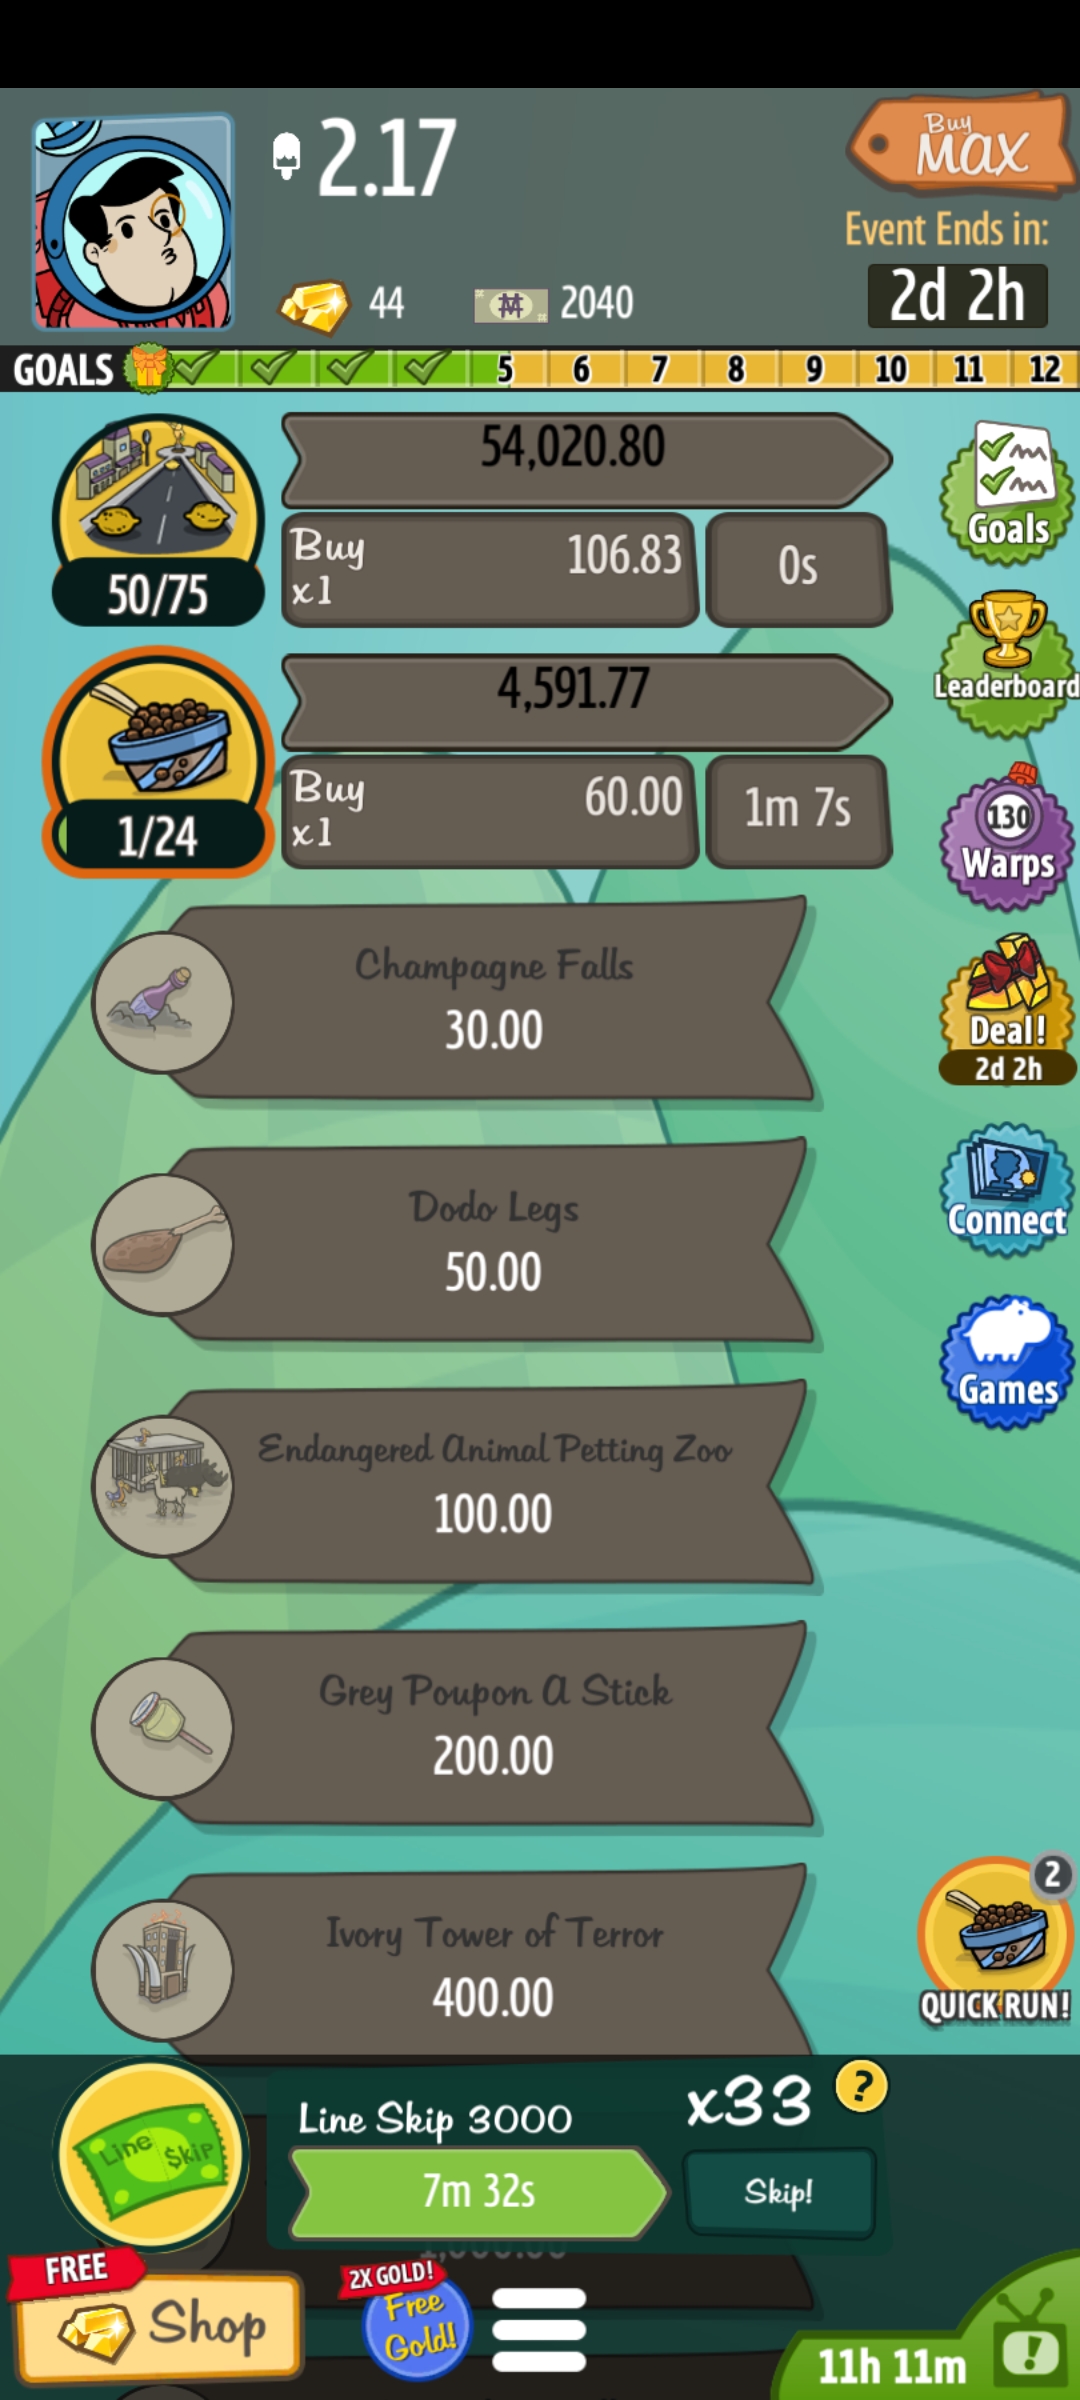 2.17
Buy
MAX
Event Ends in:
44
2040
2d 2h
GOALS 5 6 7 8 9 10 11 12
54,020.80
Buy
x1
106.83
0s
50/75
Goals
4,591.77
Buy
x1
60.00
1m 7s
1/24
Leaderboard
130
Warps
Champagne Falls
30.00
Deal!
2d 2h
Dodo Legs
50.00
Connect
Endangered Animal Petting Zoo
100.00
Games
Grey Poupon A Stick
200.00
Ivory Tower of Terror
400.00
2
QUICK RUN!
Line Skip
Line Skip 3000
x33
?
7m 32s
Skip!
FREE
Shop
2X GOLD!
Free
Gold!
11h 11m
!